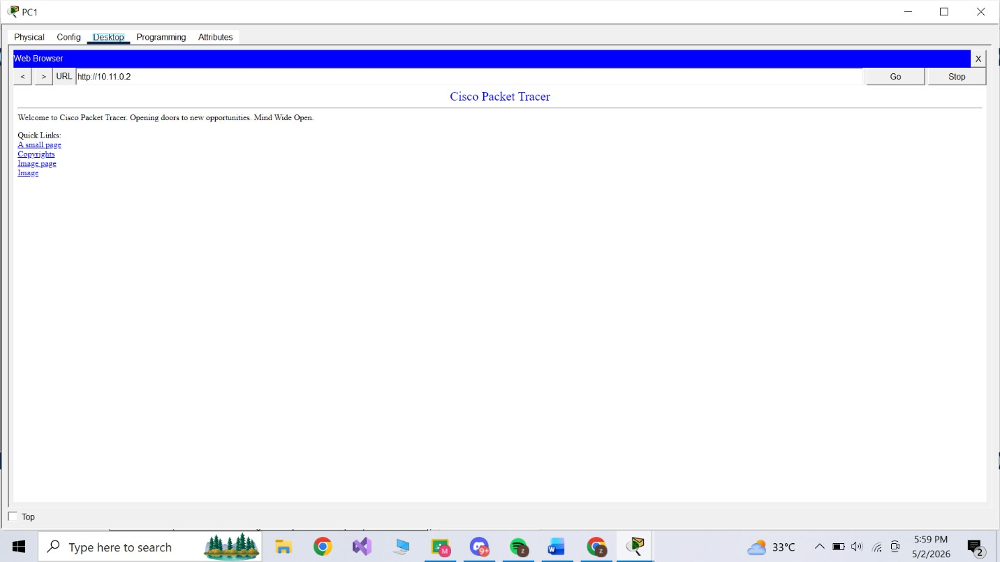 PC1
Physical Config Desktop Programming Attributes
Web Browser
X
< > URL http://10.11.0.2 Go Stop
Cisco Packet Tracer
Welcome to Cisco Packet Tracer. Opening doors to new opportunities. Mind Wide Open.
Quick Links:
A small page
Copyrights
Image page
Image
Top
Type here to search
M
9+
z
W
z
33°C
5:59 PM
5/2/2026
2